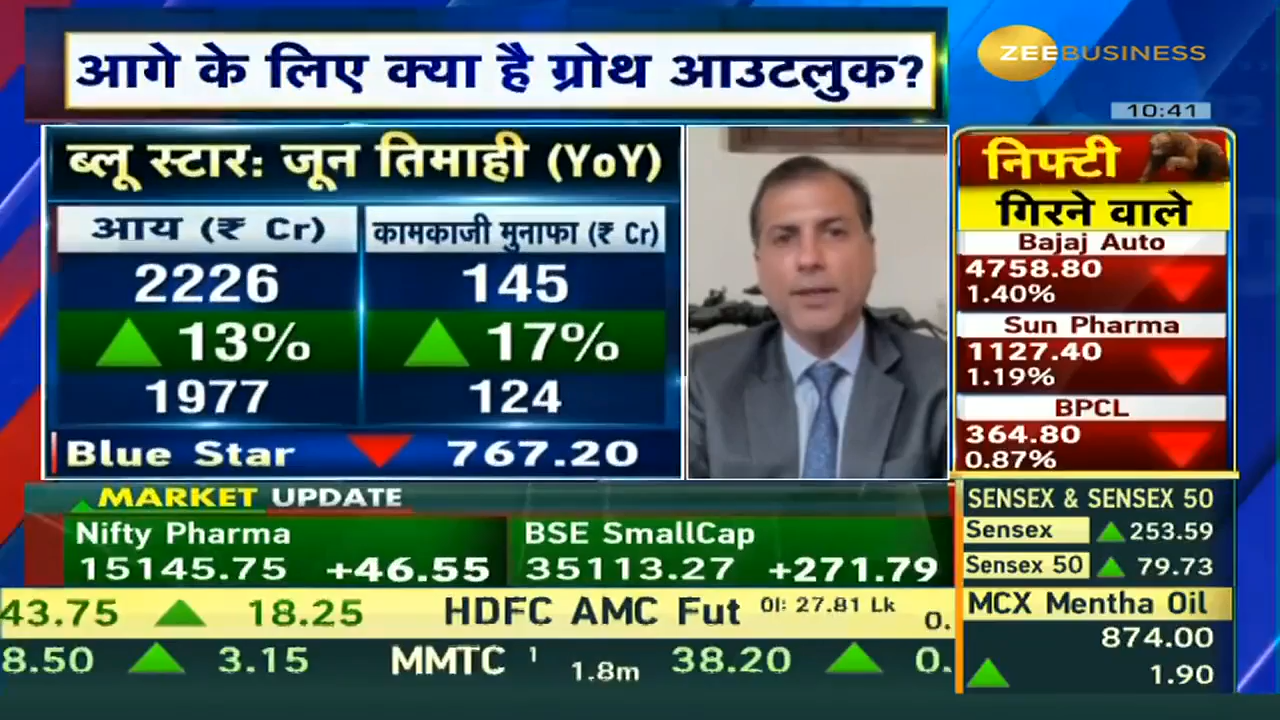 आगे के लिए क्या है ग्रोथ आउटलुक?
ZEEBUSINESS
10:41
ब्लू स्टार: जून तिमाही (YoY)
आय (₹ Cr)
कामकाजी मुनाफा (₹ Cr)
2226
145
13%
17%
1977
124
Blue Star 767.20
निफ्टी
गिरने वाले
Bajaj Auto
4758.80
1.40%
Sun Pharma
1127.40
1.19%
BPCL
364.80
0.87%
MARKET UPDATE
Nifty Pharma
15145.75 +46.55
BSE SmallCap
35113.27 +271.79
SENSEX & SENSEX 50
Sensex 253.59
Sensex 50 79.73
MCX Mentha Oil
874.00
1.90
43.75 18.25 HDFC AMC Fut OI: 27.81 Lk 0.
8.50 3.15 MMTC 1 1.8m 38.20 0.